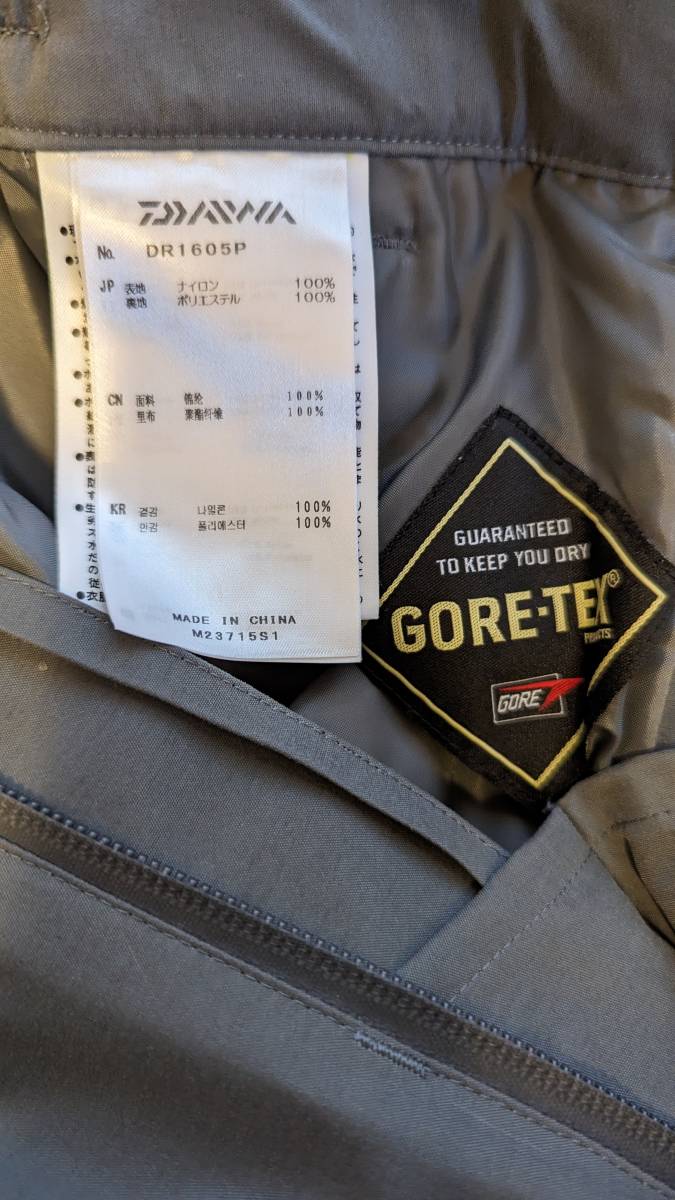 DAIWA
No. DR1605P
JP 表地 ナイロン 100%
裏地 ポリエステル 100%
CN 面料 锦纶 100%
里布 聚酯纤维 100%
KR 겉감 나일론 100%
안감 폴리에스터 100%
MADE IN CHINA
M23715S1
GUARANTEED
TO KEEP YOU DRY
GORE-TEX®
PRODUCTS
GORE